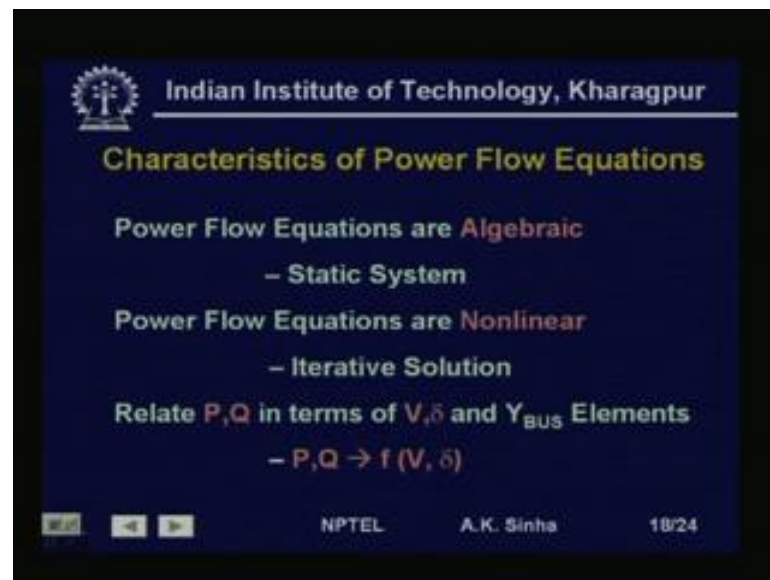 Indian Institute of Technology, Kharagpur
Characteristics of Power Flow Equations
Power Flow Equations are Algebraic
– Static System
Power Flow Equations are Nonlinear
– Iterative Solution
Relate P,Q in terms of V,δ and Y_BUS Elements
– P,Q → f (V, δ)
NPTEL A.K. Sinha 18/24